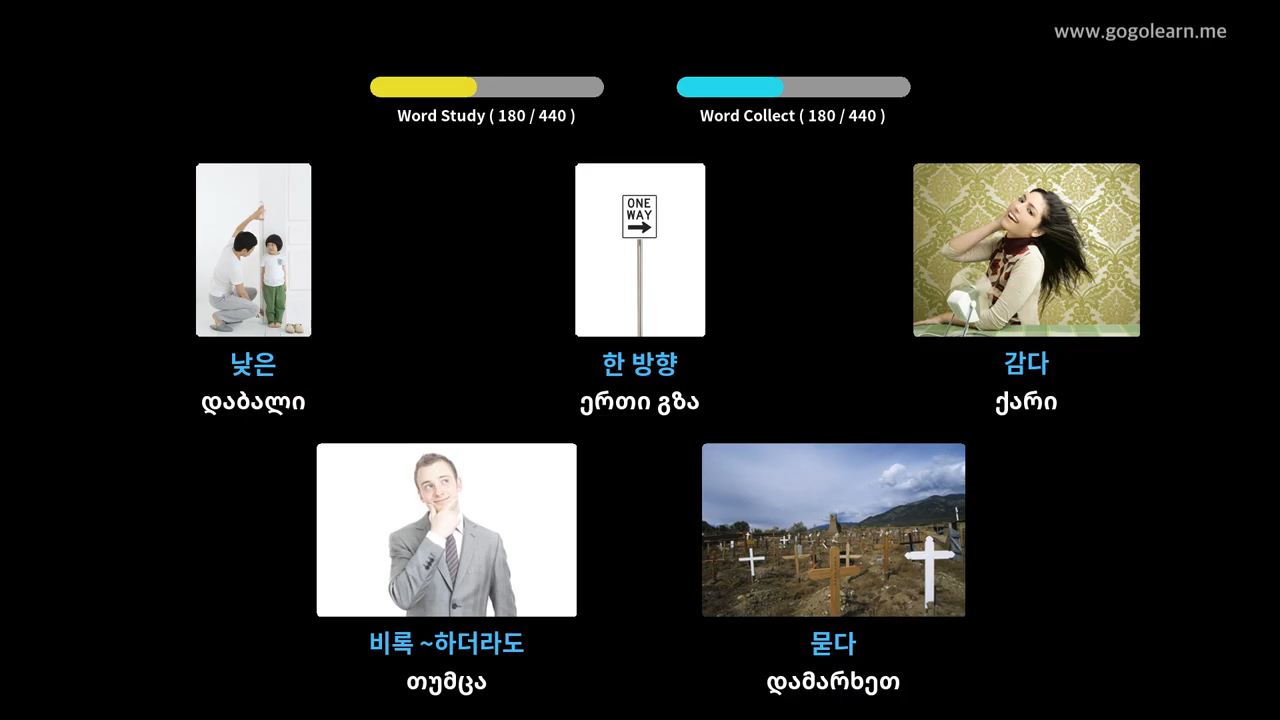 www.gogolearn.me
Word Study ( 180 / 440 )
Word Collect ( 180 / 440 )
ONE
WAY
낮은
დაბალი
한 방향
ერთი გზა
감다
ქარი
비록 ~하더라도
თუმცა
묻다
დამარხეთ